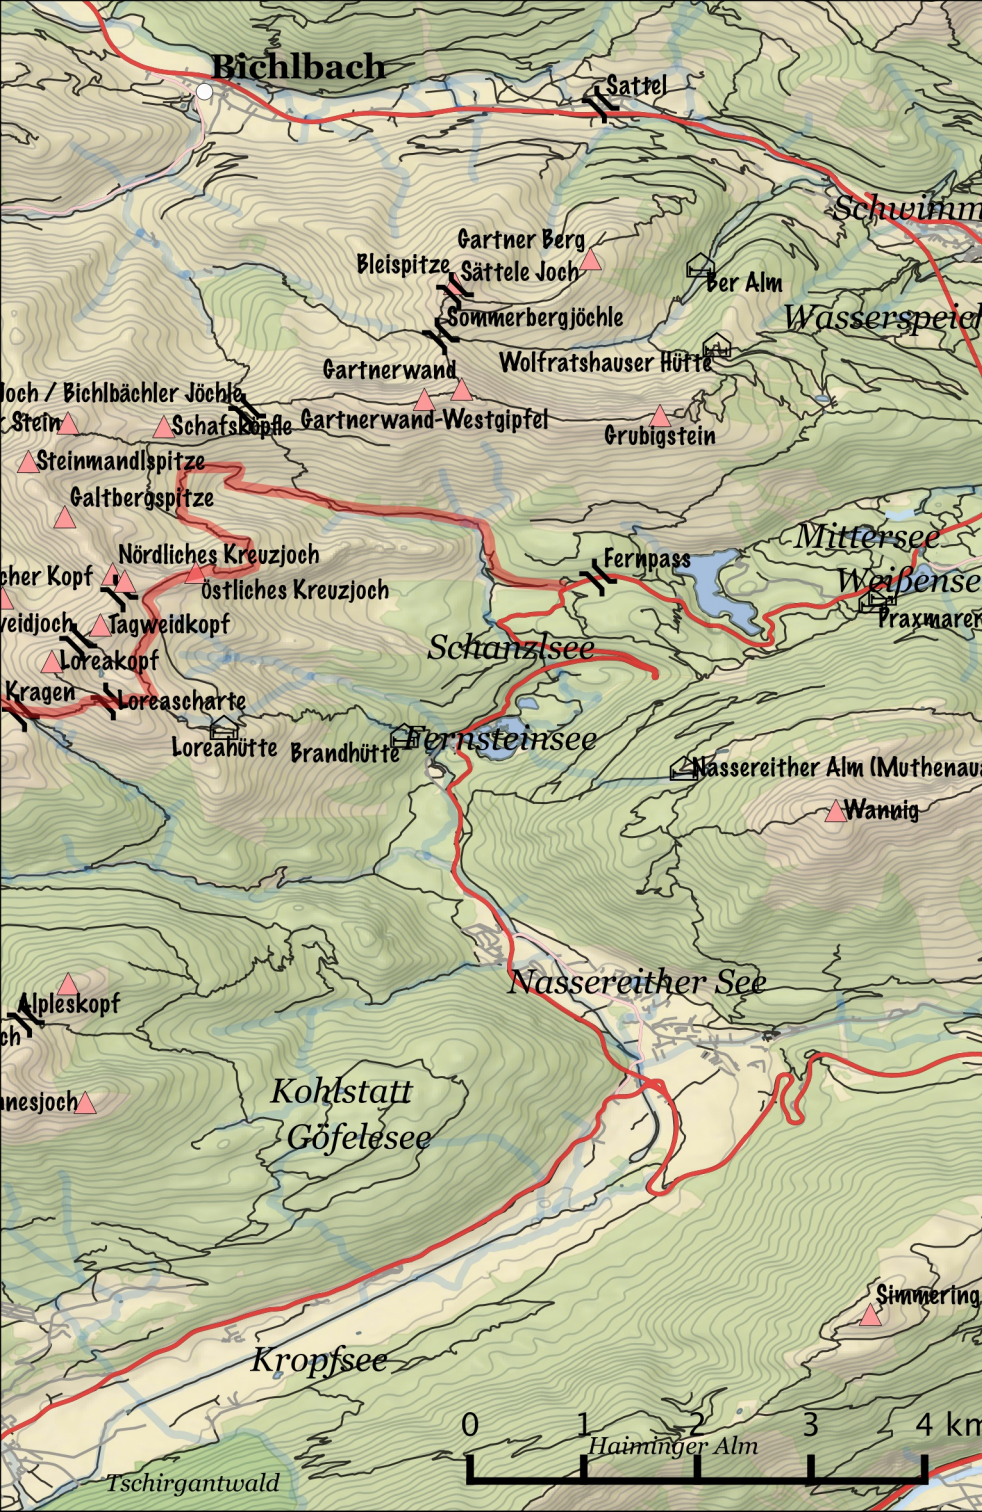 Bichlbach
Sattel
Schwimm
Gartner Berg
Bleispitze
Sättele Joch
Ber Alm
Sommerbergjöchle
Wasserspeich
Wolfratshauser Hütte
Gartnerwand
Joch / Bichlbächler Jöchle
Stein
Schafsköpfle
Gartnerwand-Westgipfel
Grubigstein
Steinmandlspitze
Galtbergspitze
Mittersee
Nördliches Kreuzjoch
Fernpass
cher Kopf
Östliches Kreuzjoch
Weißense
Praxmarer
veidjoch
Tagweidkopf
Schanzlsee
Loreakopf
Kragen
Loreascharte
Loreahütte
Brandhütte
Fernsteinsee
Nassereither Alm (Muthenau
Wannig
Nassereither See
Alpleskopf
ch
Kohlstatt
nnesjoch
Göfelesee
Simmering
Kropfsee
0 1 2 3 4 km
Haiminger Alm
Tschirgantwald